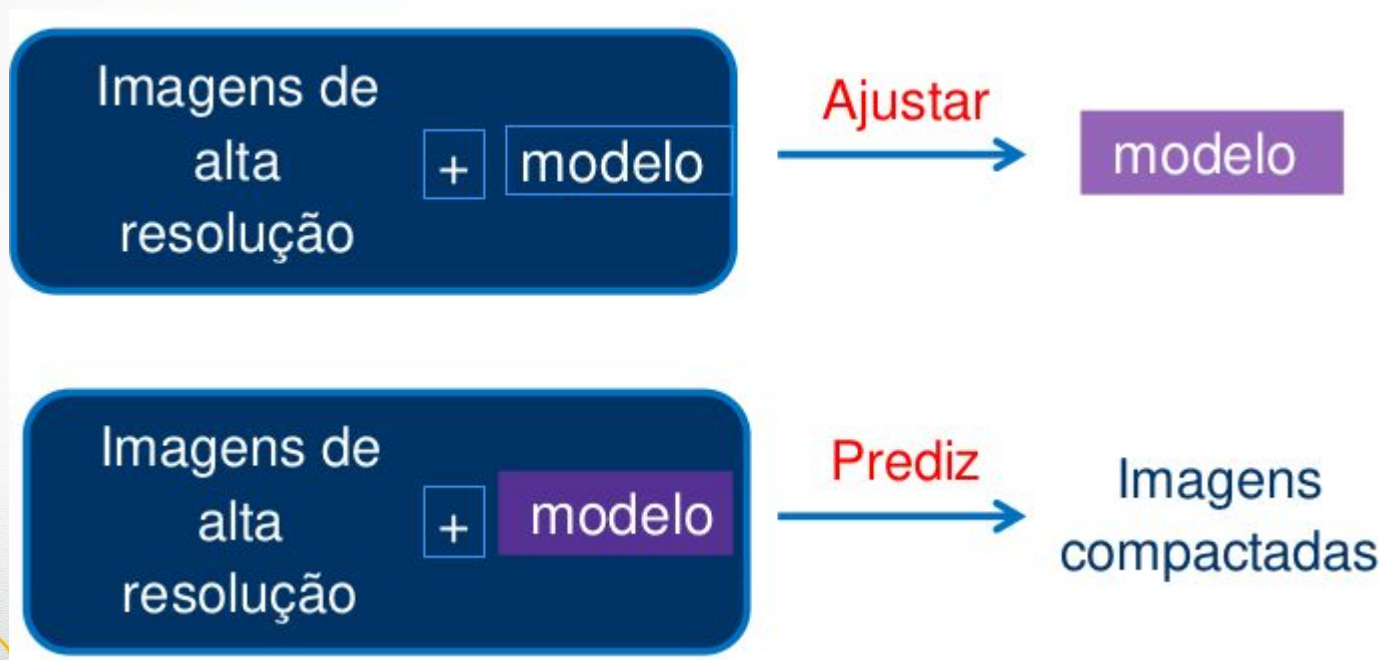 Imagens de
alta
resolução
+
modelo
Ajustar
modelo
Imagens de
alta
resolução
+
modelo
Prediz
Imagens
compactadas